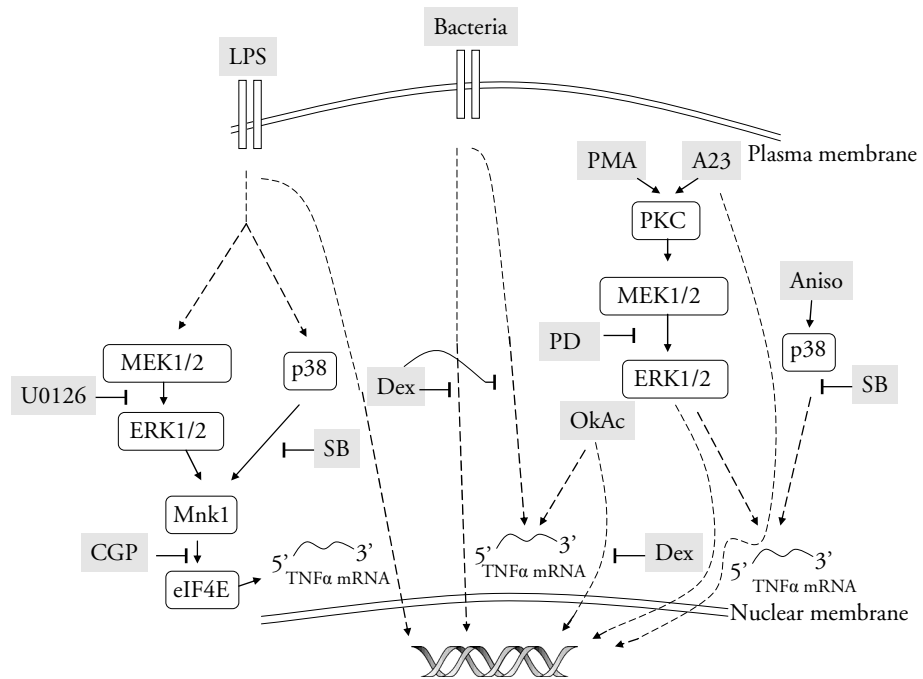 Bacteria
LPS
Plasma membrane
PMA
A23
PKC
Aniso
MEK1/2
PD
p38
MEK1/2
p38
ERK1/2
Dex
SB
U0126
OkAc
ERK1/2
SB
Mnk1
CGP
5’ 3’
TNFα mRNA
5’ 3’
TNFα mRNA
Dex
5’ 3’
TNFα mRNA
eIF4E
Nuclear membrane